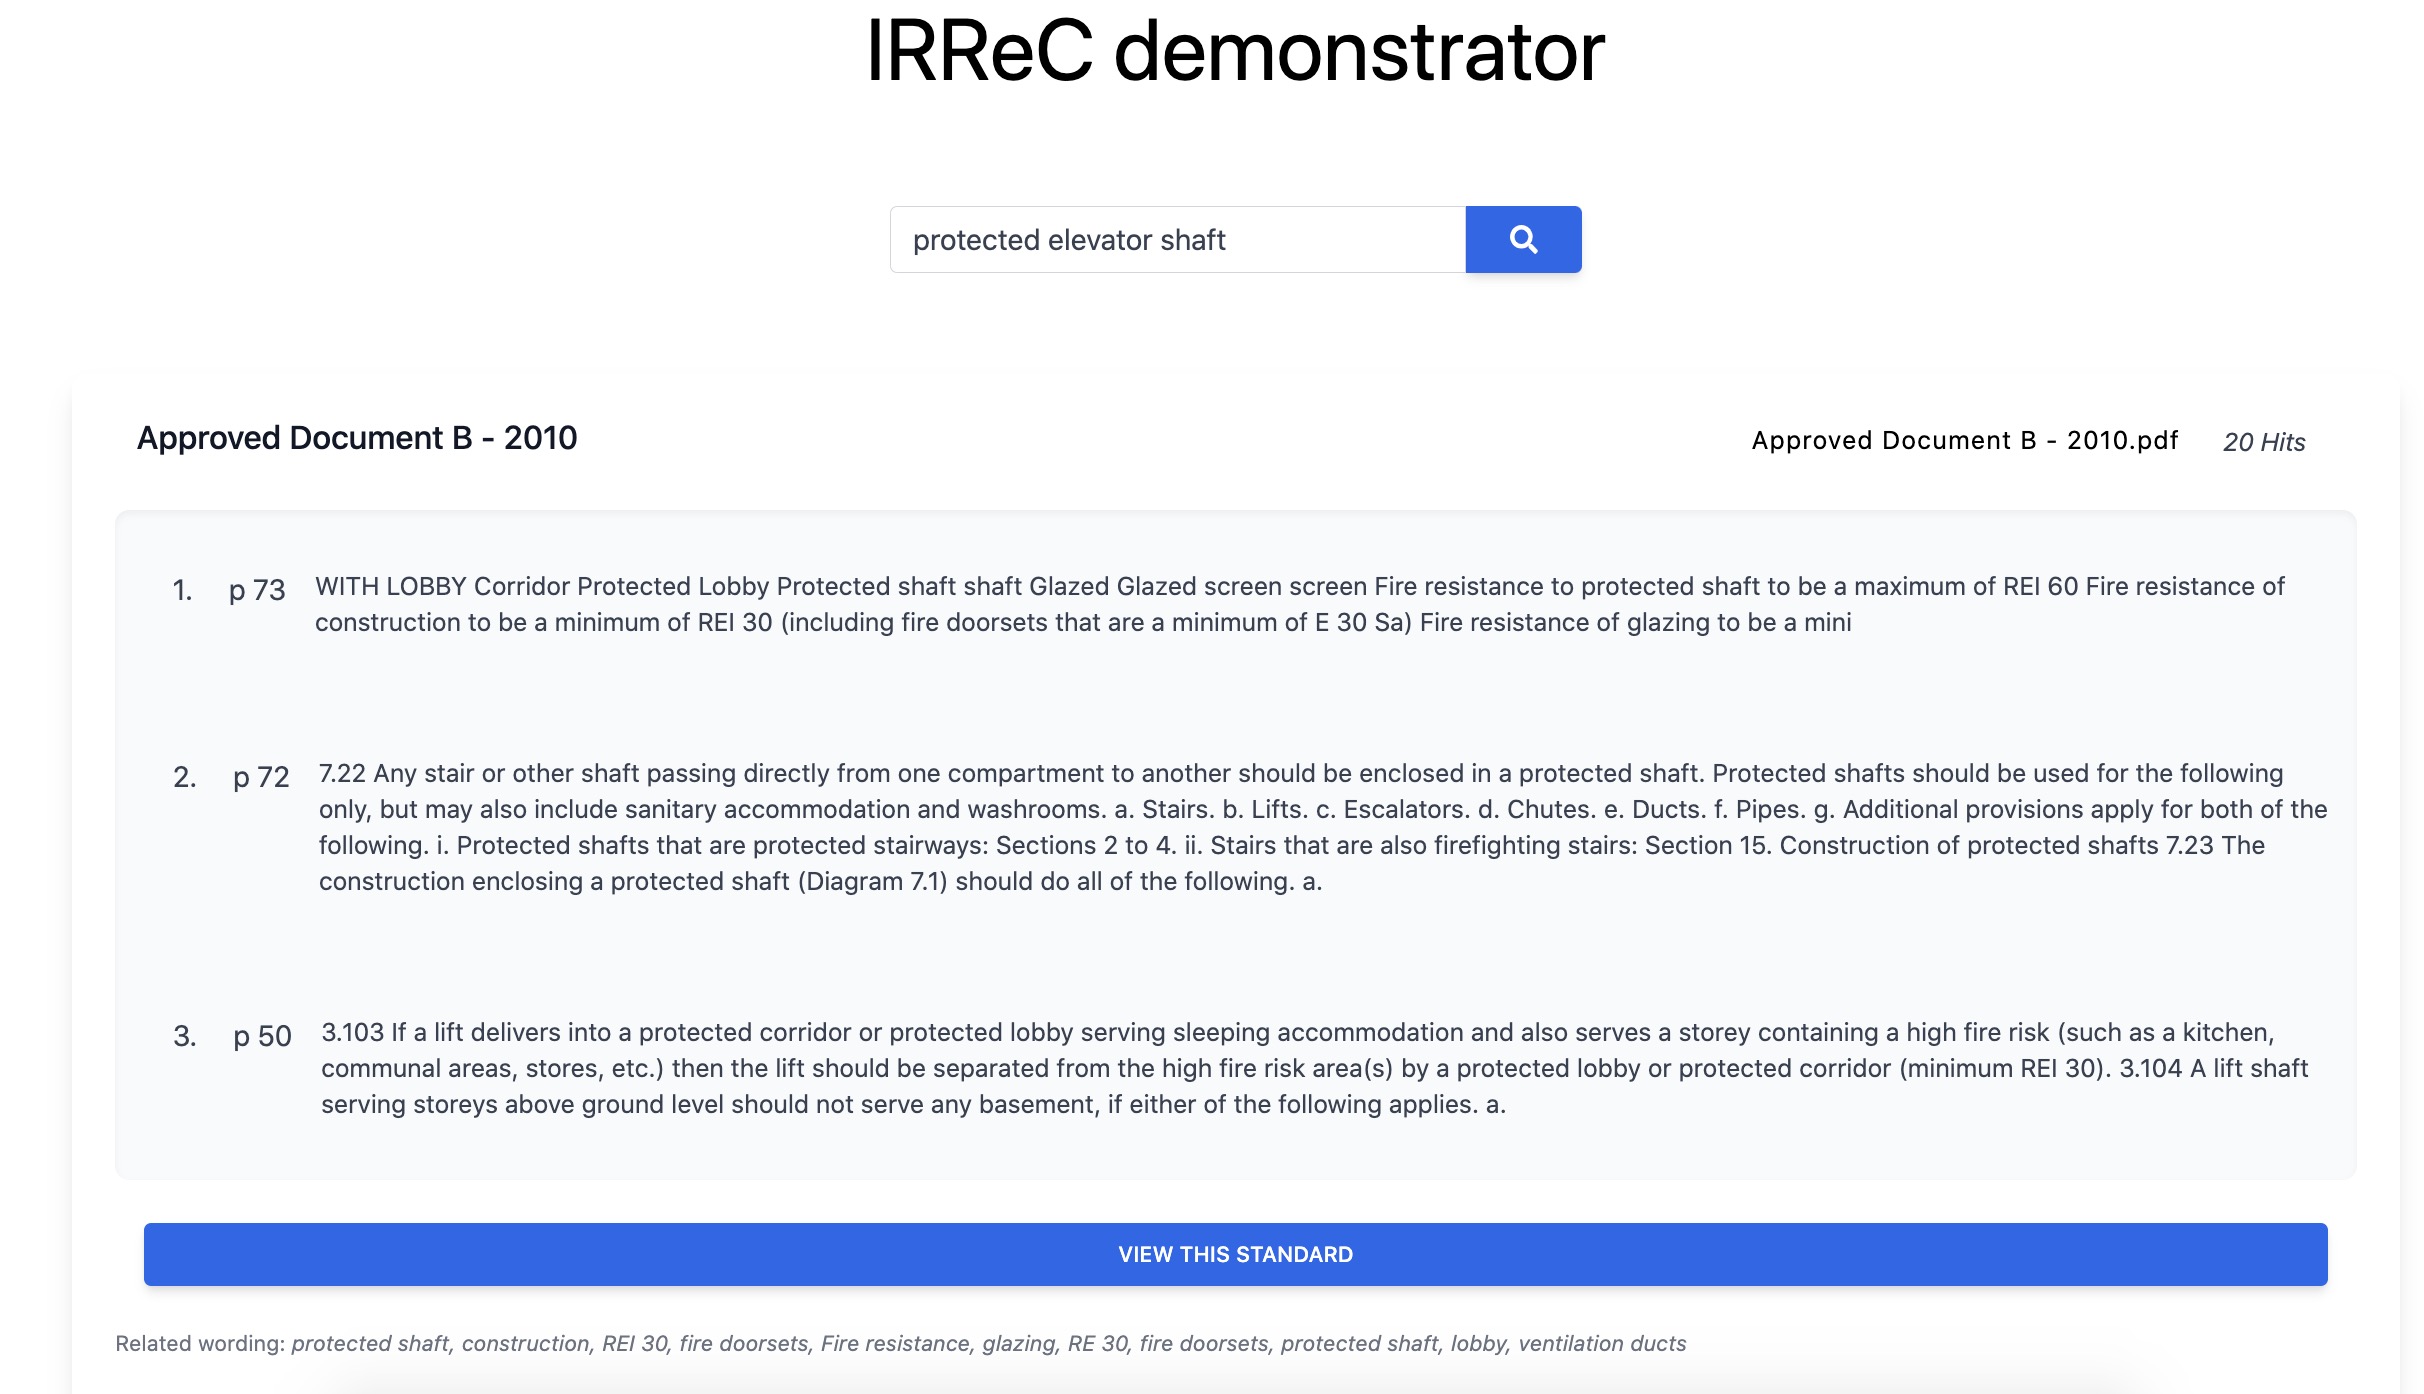 IRReC demonstrator
protected elevator shaft
Approved Document B - 2010
Approved Document B - 2010.pdf 20 Hits
1. p 73 WITH LOBBY Corridor Protected Lobby Protected shaft shaft Glazed Glazed screen screen Fire resistance to protected shaft to be a maximum of REI 60 Fire resistance of
construction to be a minimum of REI 30 (including fire doorsets that are a minimum of E 30 Sa) Fire resistance of glazing to be a mini
2. p 72 7.22 Any stair or other shaft passing directly from one compartment to another should be enclosed in a protected shaft. Protected shafts should be used for the following
only, but may also include sanitary accommodation and washrooms. a. Stairs. b. Lifts. c. Escalators. d. Chutes. e. Ducts. f. Pipes. g. Additional provisions apply for both of the
following. i. Protected shafts that are protected stairways: Sections 2 to 4. ii. Stairs that are also firefighting stairs: Section 15. Construction of protected shafts 7.23 The
construction enclosing a protected shaft (Diagram 7.1) should do all of the following. a.
3. p 50 3.103 If a lift delivers into a protected corridor or protected lobby serving sleeping accommodation and also serves a storey containing a high fire risk (such as a kitchen,
communal areas, stores, etc.) then the lift should be separated from the high fire risk area(s) by a protected lobby or protected corridor (minimum REI 30). 3.104 A lift shaft
serving storeys above ground level should not serve any basement, if either of the following applies. a.
VIEW THIS STANDARD
Related wording: protected shaft, construction, REI 30, fire doorsets, Fire resistance, glazing, RE 30, fire doorsets, protected shaft, lobby, ventilation ducts